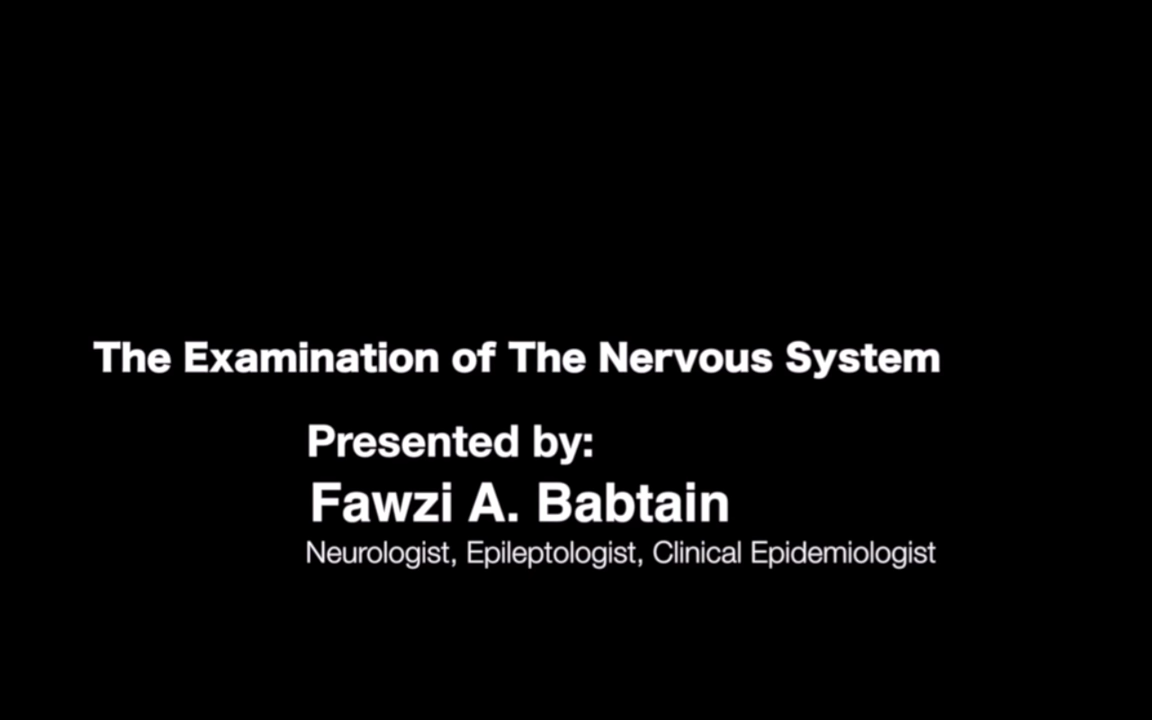 The Examination of The Nervous System
Presented by:
Fawzi A. Babtain
Neurologist, Epileptologist, Clinical Epidemiologist